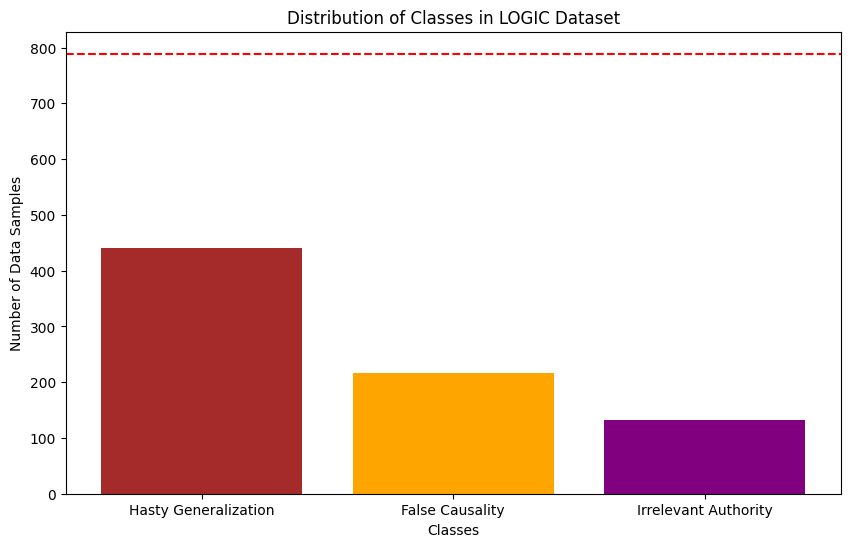 Distribution of Classes in LOGIC Dataset
800
700
600
500
400
300
200
100
0
Number of Data Samples
Hasty Generalization
False Causality
Irrelevant Authority
Classes